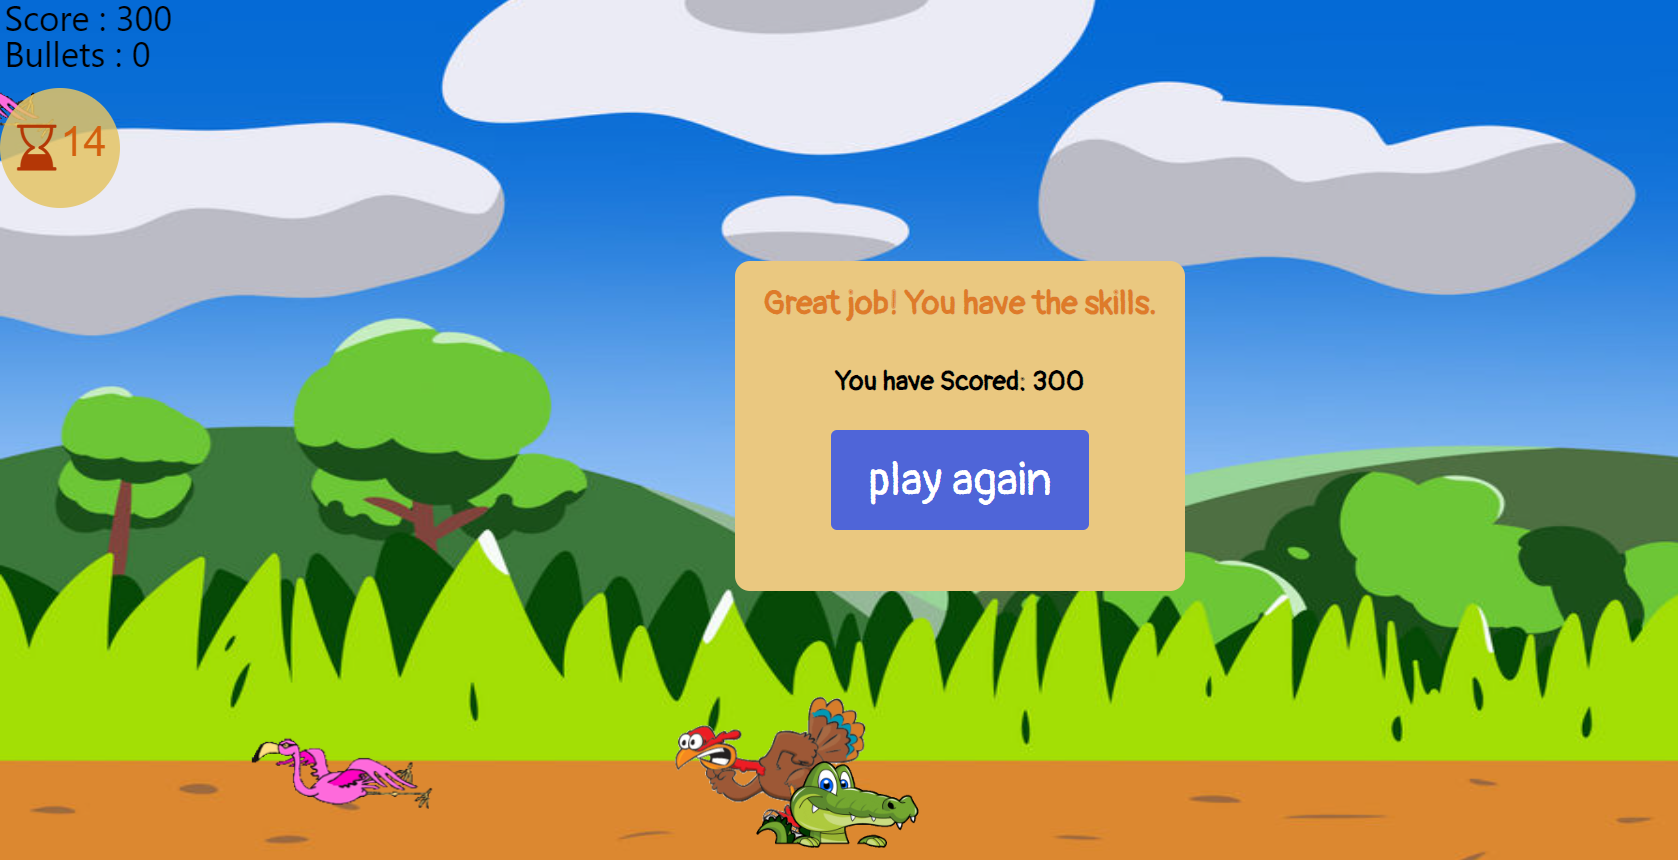 Score : 300
Bullets : 0
14
Great job! You have the skills.
You have Scored: 300
play again